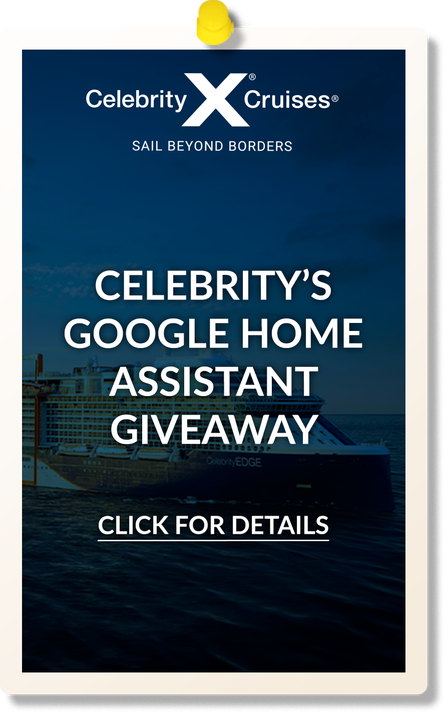 Celebrity X® Cruises®
SAIL BEYOND BORDERS
CELEBRITY’S
GOOGLE HOME
ASSISTANT
GIVEAWAY
CelebrityEDGE
CLICK FOR DETAILS